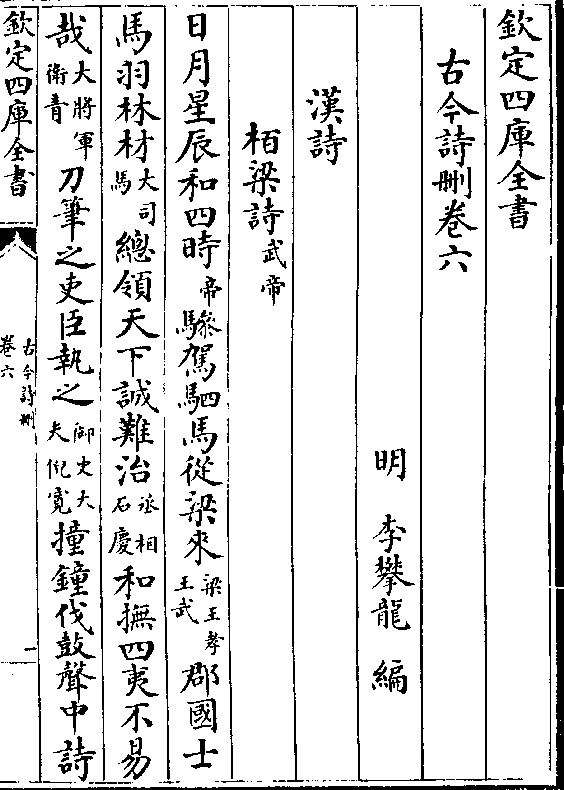 欽定四庫全書
古今詩刪卷六
明 李攀龍 編
漢詩
栢梁詩武帝
日月星辰和四時帝驂駕駟馬從梁來梁王孝王武郡國士
馬羽林材大司馬總領天下誠難治丞相石慶和撫四夷不易
哉大將軍衛青刀筆之吏臣執之御史大夫倪寛撞鐘伐鼓聲中詩
欽定四庫全書
古今詩刪
卷六
一